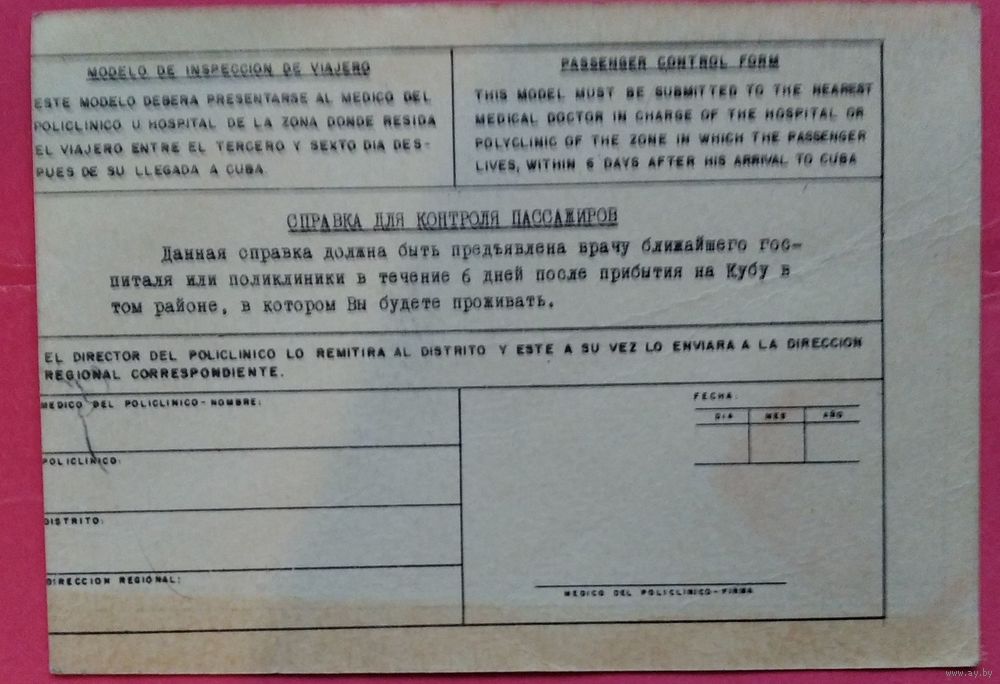 MODELO DE INSPECCION DE VIAJERO
ESTE MODELO DEBERA PRESENTARSE AL MEDICO DEL
POLICLINICO U HOSPITAL DE LA ZONA DONDE RESIDA
EL VIAJERO ENTRE EL TERCERO Y SEXTO DIA DES-
PUES DE SU LLEGADA A CUBA.
PASSENGER CONTROL FORM
THIS MODEL MUST BE SUBMITTED TO THE NEAREST
MEDICAL DOCTOR IN CHARGE OF THE HOSPITAL OR
POLYCLINIC OF THE ZONE IN WHICH THE PASSENGER
LIVES, WITHIN 6 DAYS AFTER HIS ARRIVAL TO CUBA
СПРАВКА ДЛЯ КОНТРОЛЯ ПАССАЖИРОВ
Данная справка должна быть предъявлена врачу ближайшего гос-
питаля или поликлиники в течение 6 дней после прибытия на Кубу в
том районе, в котором Вы будете проживать.
EL DIRECTOR DEL POLICLINICO LO REMITIRA AL DISTRITO Y ESTE A SU VEZ LO ENVIARA A LA DIRECCION
REGIONAL CORRESPONDIENTE.
MEDICO DEL POLICLINICO-NOMBRE:
POLICLINICO:
DISTRITO:
DIRECCION REGIONAL:
FECHA:
DIA MES AÑO
MEDICO DEL POLICLINICO-FIRMA
www.ay.by